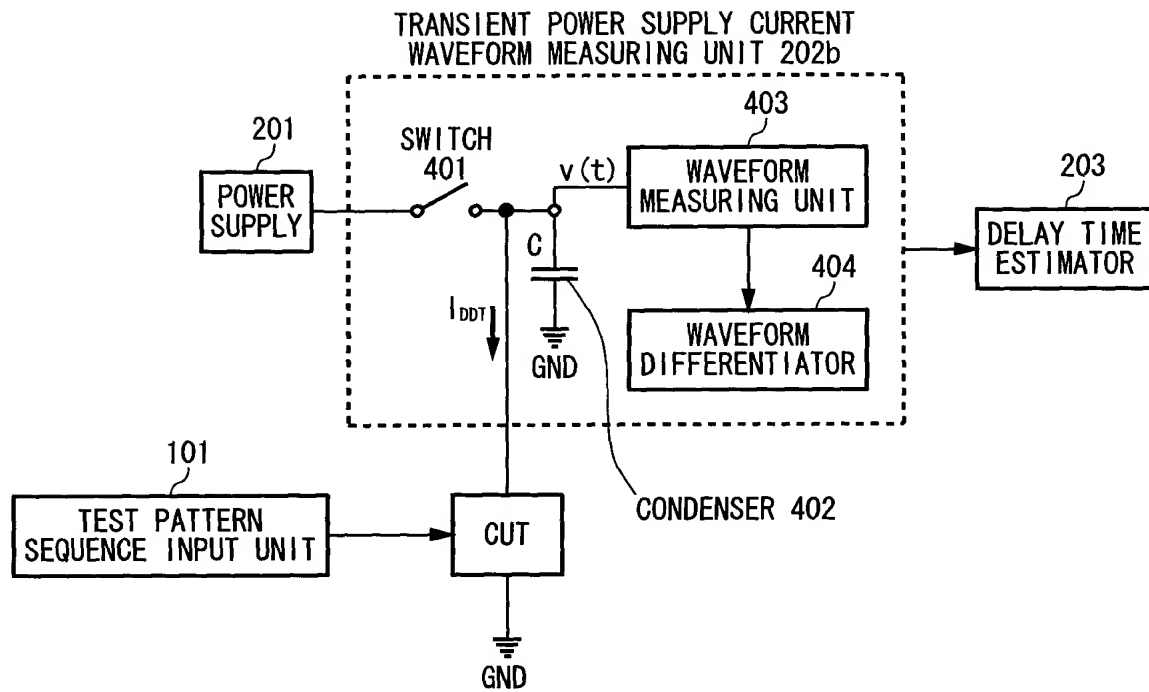 TRANSIENT POWER SUPPLY CURRENT
WAVEFORM MEASURING UNIT 202b
201
POWER
SUPPLY
SWITCH
401
v(t)
403
WAVEFORM
MEASURING UNIT
203
DELAY TIME
ESTIMATOR
C
IDDT
GND
404
WAVEFORM
DIFFERENTIATOR
CONDENSER 402
101
TEST PATTERN
SEQUENCE INPUT UNIT
CUT
GND